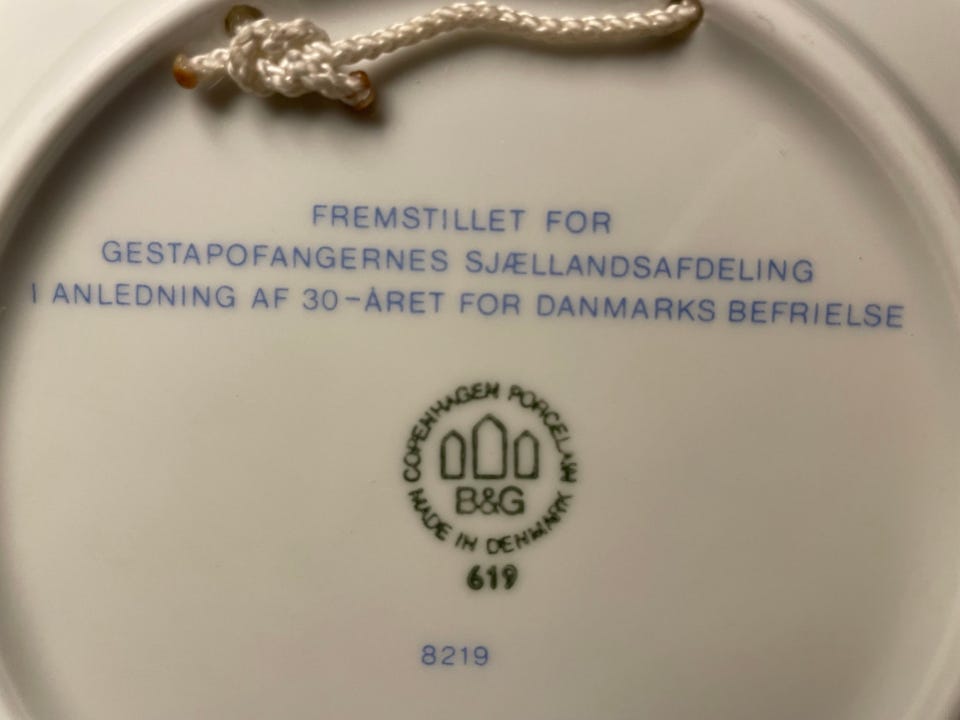 FREMSTILLET FOR
GESTAPOFANGERNES SJÆLLANDSAFDELING
I ANLEDNING AF 30-ÅRET FOR DANMARKS BEFRIELSE
COPENHAGEN PORCELAIN
B&G
MADE IN DENMARK
619
8219